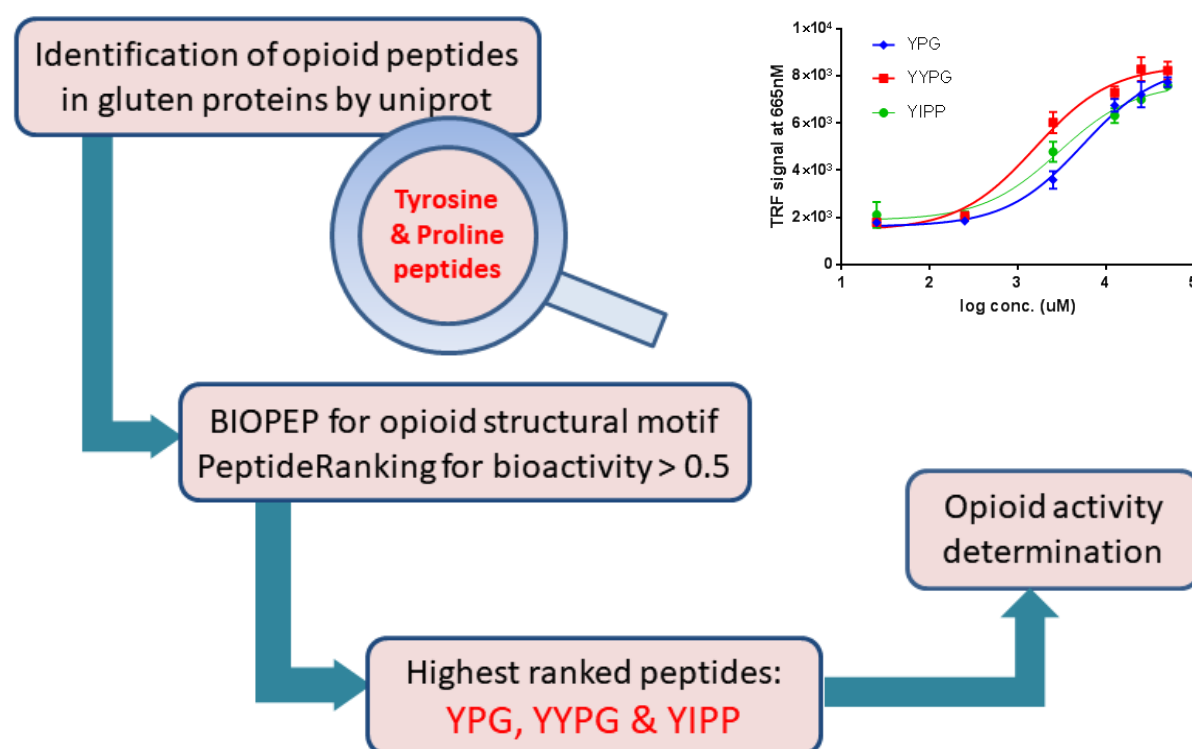 Identification of opioid peptides
in gluten proteins by uniprot
Tyrosine
& Proline
peptides
BIOPEP for opioid structural motif
PeptideRanking for bioactivity > 0.5
Highest ranked peptides:
YPG, YYPG & YIPP
Opioid activity
determination
1×10⁴
8×10³
6×10³
4×10³
2×10³
0
TRF signal at 665nM
YPG
YYPG
YIPP
1 2 3 4 5
log conc. (uM)